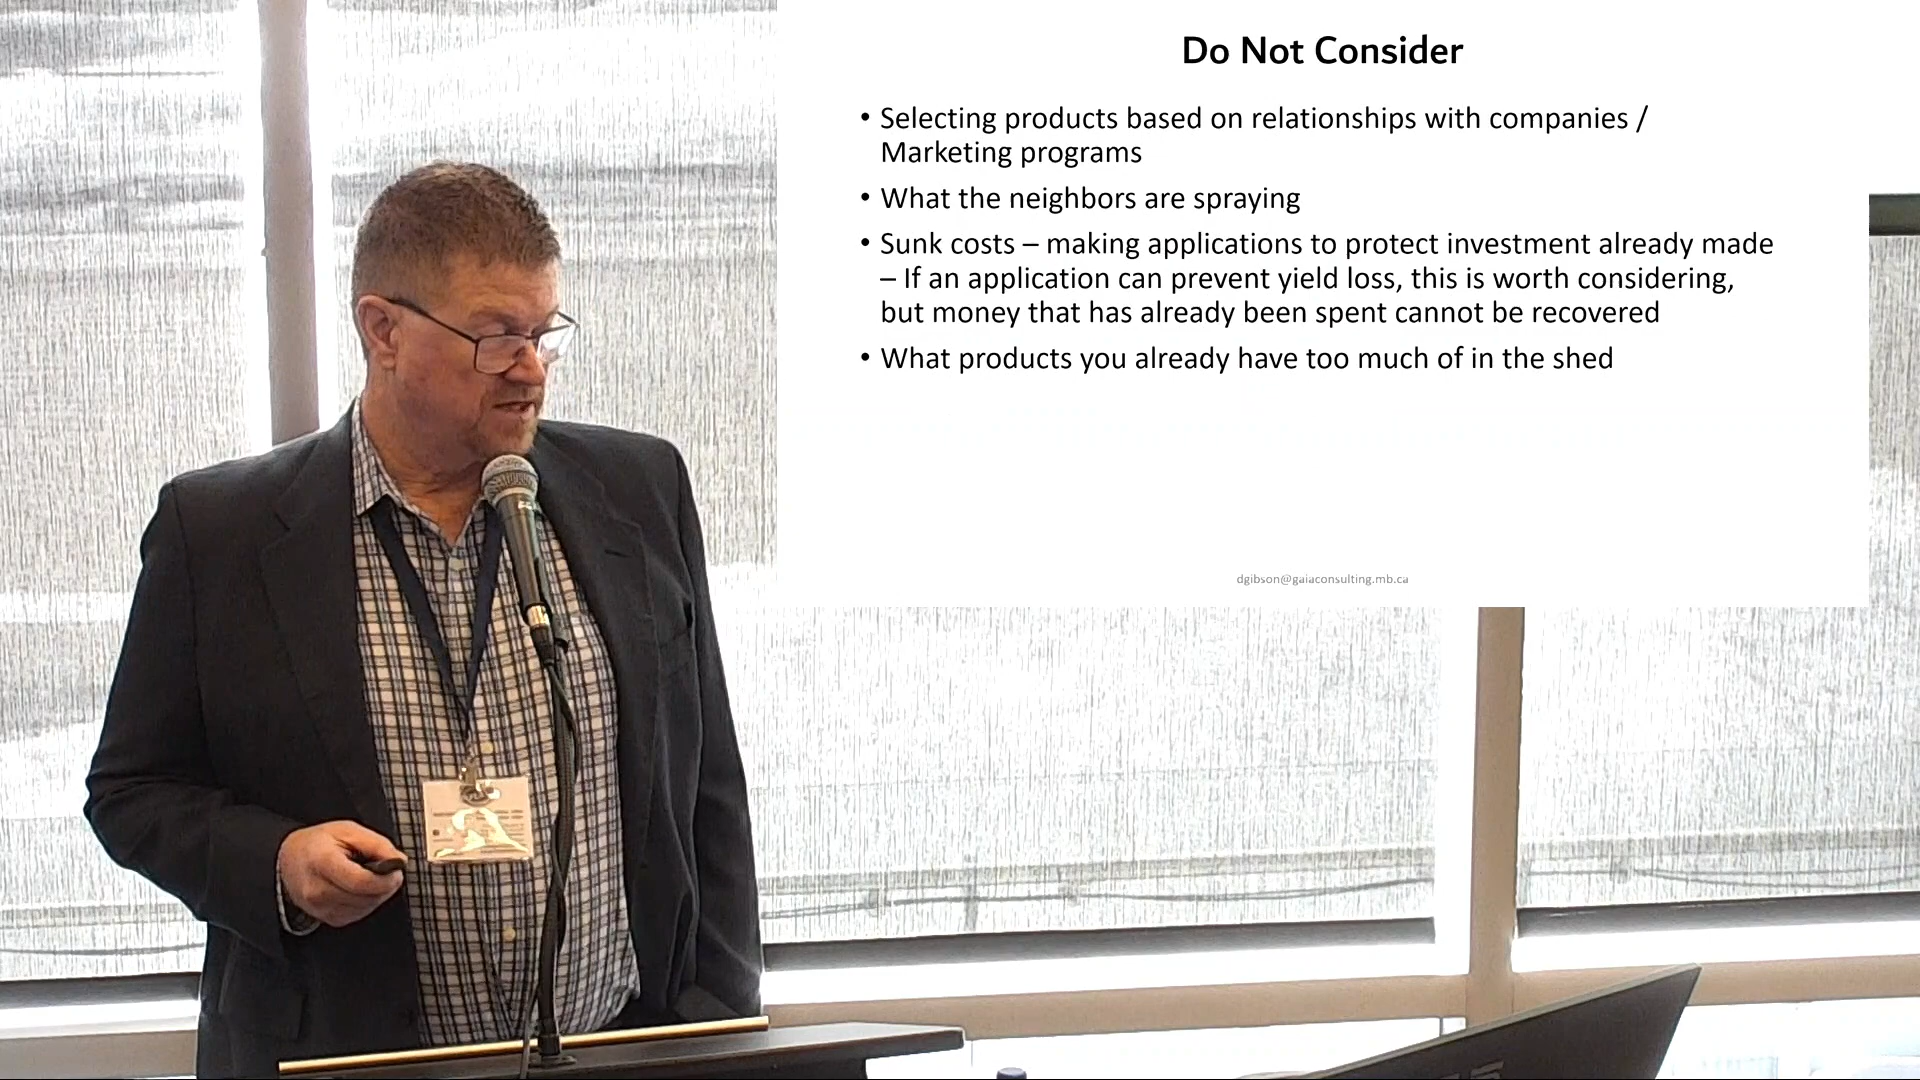 Do Not Consider
• Selecting products based on relationships with companies /
Marketing programs
• What the neighbors are spraying
• Sunk costs – making applications to protect investment already made
– If an application can prevent yield loss, this is worth considering,
but money that has already been spent cannot be recovered
• What products you already have too much of in the shed
dgibson@gaiaconsulting.mb.ca